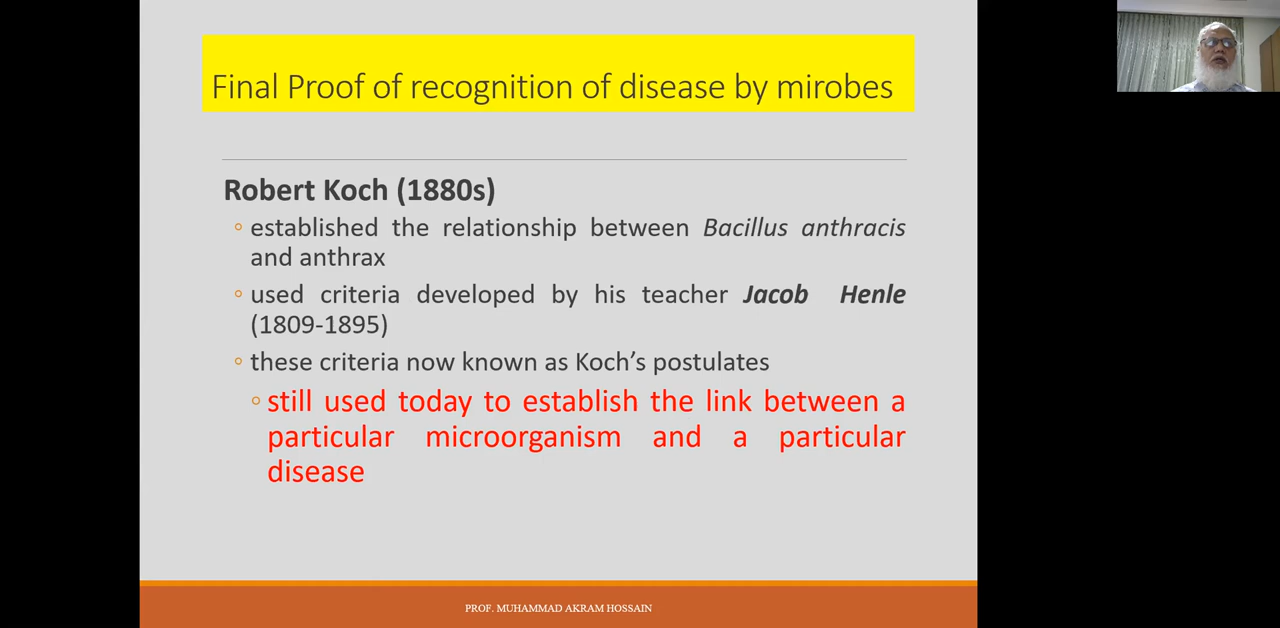 Final Proof of recognition of disease by mirobes
Robert Koch (1880s)
◦ established the relationship between Bacillus anthracis
and anthrax
◦ used criteria developed by his teacher Jacob Henle
(1809-1895)
◦ these criteria now known as Koch’s postulates
◦ still used today to establish the link between a
particular microorganism and a particular
disease
PROF. MUHAMMAD AKRAM HOSSAIN